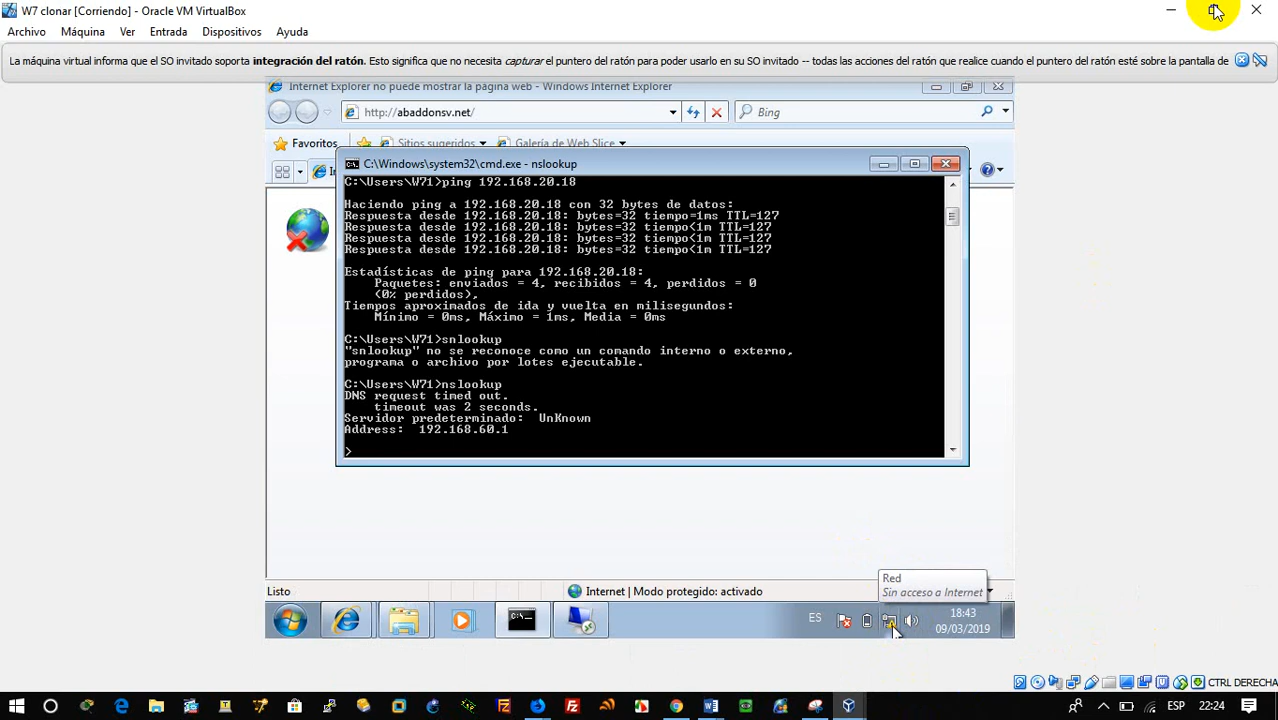 W7 clonar [Corriendo] - Oracle VM VirtualBox
Archivo Máquina Ver Entrada Dispositivos Ayuda
La máquina virtual informa que el SO invitado soporta integración del ratón. Esto significa que no necesita capturar el puntero del ratón para poder usarlo en su SO invitado -- todas las acciones del ratón que realice cuando el puntero del ratón esté sobre la pantalla de
Internet Explorer no puede mostrar la página web - Windows Internet Explorer
http://abaddonsv.net/ Bing
Favoritos Sitios sugeridos Galería de Web Slice
C:\Windows\system32\cmd.exe - nslookup
C:\Users\W71>ping 192.168.20.18
Haciendo ping a 192.168.20.18 con 32 bytes de datos:
Respuesta desde 192.168.20.18: bytes=32 tiempo=1ms TTL=127
Respuesta desde 192.168.20.18: bytes=32 tiempo<1m TTL=127
Respuesta desde 192.168.20.18: bytes=32 tiempo<1m TTL=127
Respuesta desde 192.168.20.18: bytes=32 tiempo<1m TTL=127
Estadísticas de ping para 192.168.20.18:
Paquetes: enviados = 4, recibidos = 4, perdidos = 0
(0% perdidos),
Tiempos aproximados de ida y vuelta en milisegundos:
Mínimo = 0ms, Máximo = 1ms, Media = 0ms
C:\Users\W71>snlookup
"snlookup" no se reconoce como un comando interno o externo,
programa o archivo por lotes ejecutable.
C:\Users\W71>nslookup
DNS request timed out.
timeout was 2 seconds.
Servidor predeterminado: UnKnown
Address: 192.168.60.1
>
Red
Sin acceso a Internet
Listo Internet | Modo protegido: activado
ES 18:43
09/03/2019
CTRL DERECHA
ESP 22:24